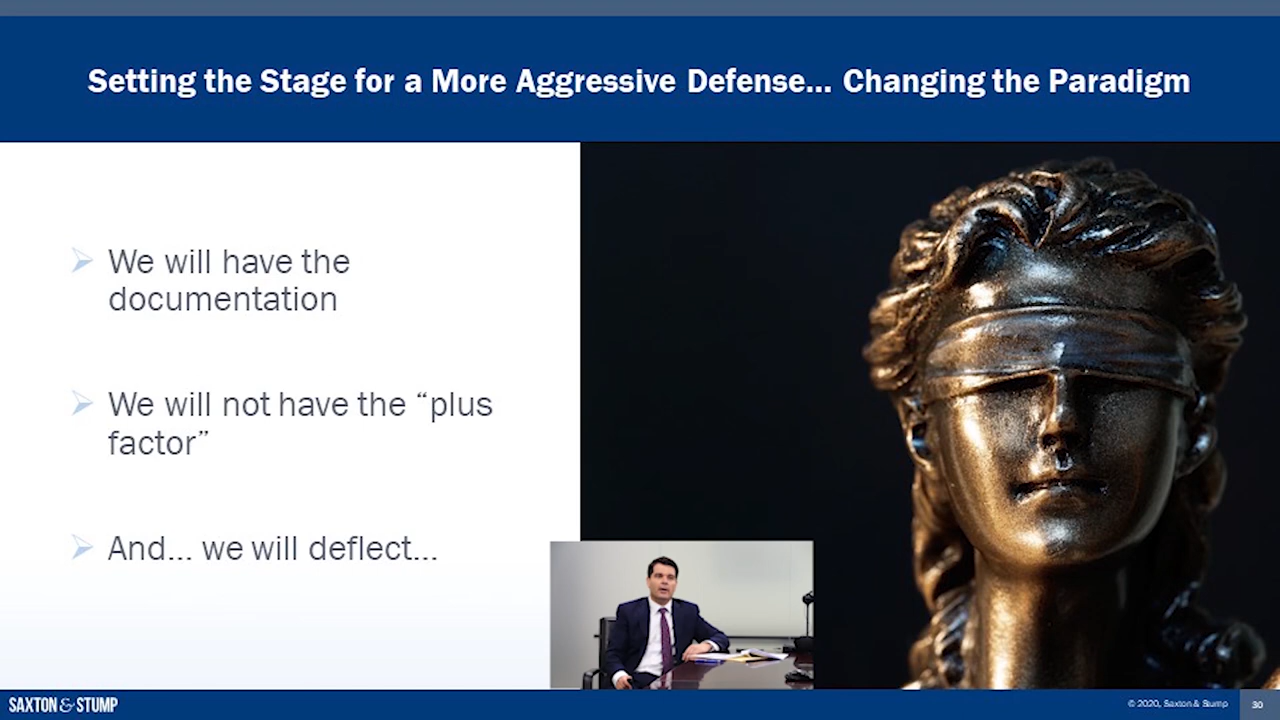 Setting the Stage for a More Aggressive Defense... Changing the Paradigm
We will have the
documentation
We will not have the “plus
factor”
And... we will deflect...
SAXTON & STUMP
© 2020, Saxton & Stump
30